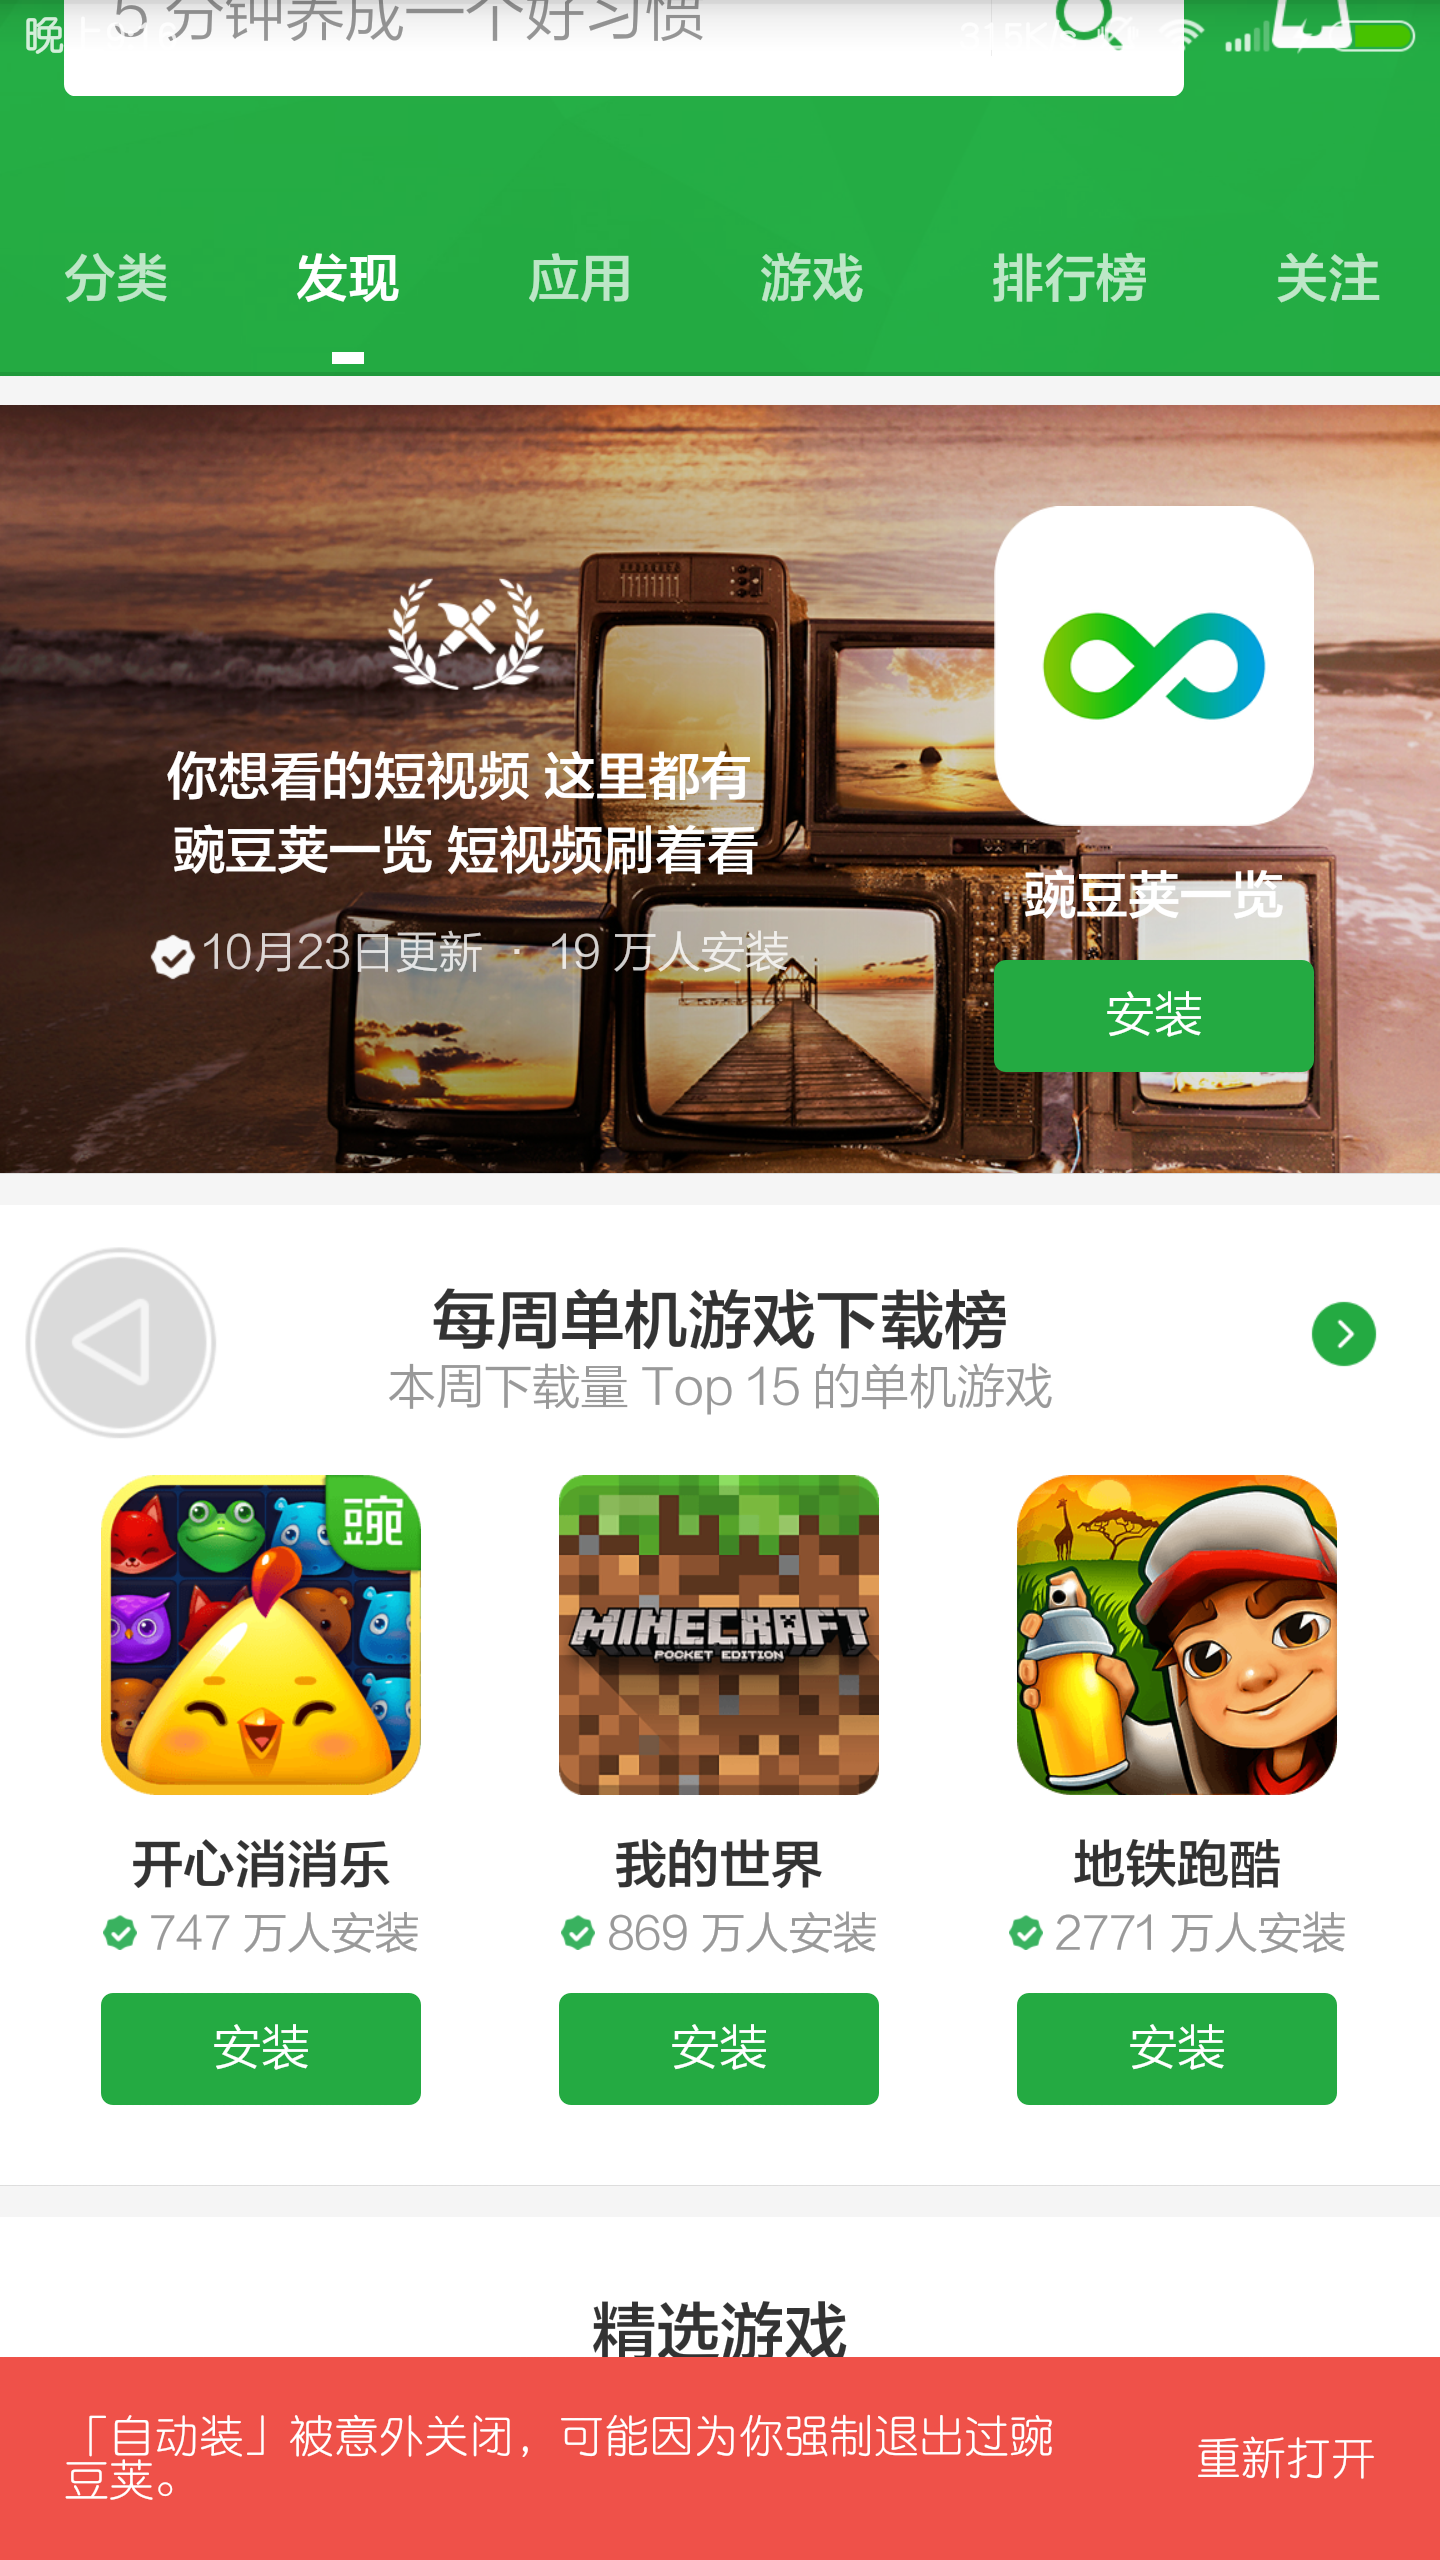 5 分钟养成一个好习惯
分类
发现
应用
游戏
排行榜
关注
你想看的短视频 这里都有
豌豆荚一览 短视频刷着看
10月23日更新 · 19 万人安装
豌豆荚一览
安装
每周单机游戏下载榜
本周下载量 Top 15 的单机游戏
豌
MINECRAFT
POCKET EDITION
开心消消乐
我的世界
地铁跑酷
747 万人安装
869 万人安装
2771 万人安装
安装
安装
安装
精选游戏
「自动装」被意外关闭，可能因为你强制退出过豌
豆荚。
重新打开